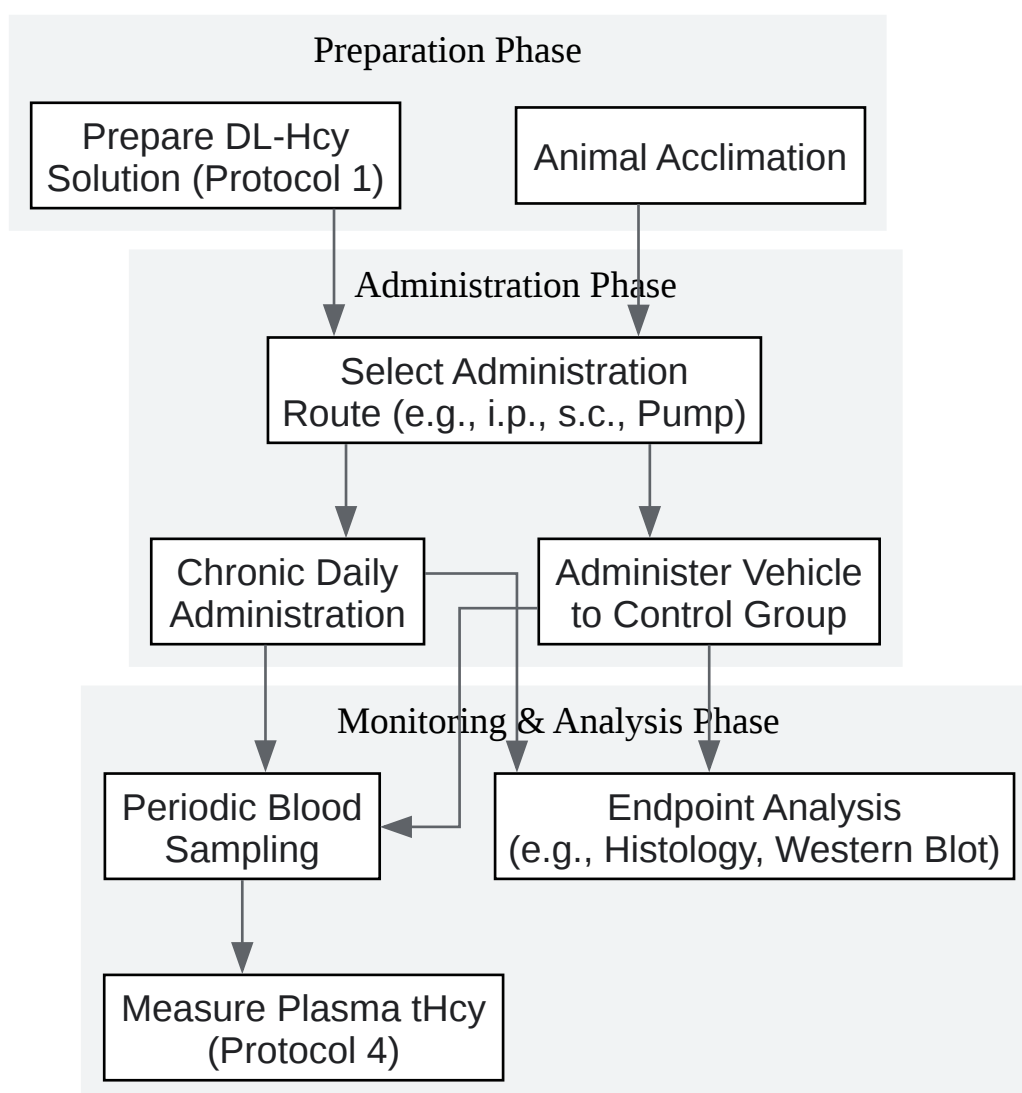 Preparation Phase
Prepare DL-Hcy
Solution (Protocol 1)
Animal Acclimation
Administration Phase
Select Administration
Route (e.g., i.p., s.c., Pump)
Chronic Daily
Administration
Administer Vehicle
to Control Group
Monitoring & Analysis Phase
Periodic Blood
Sampling
Endpoint Analysis
(e.g., Histology, Western Blot)
Measure Plasma tHcy
(Protocol 4)